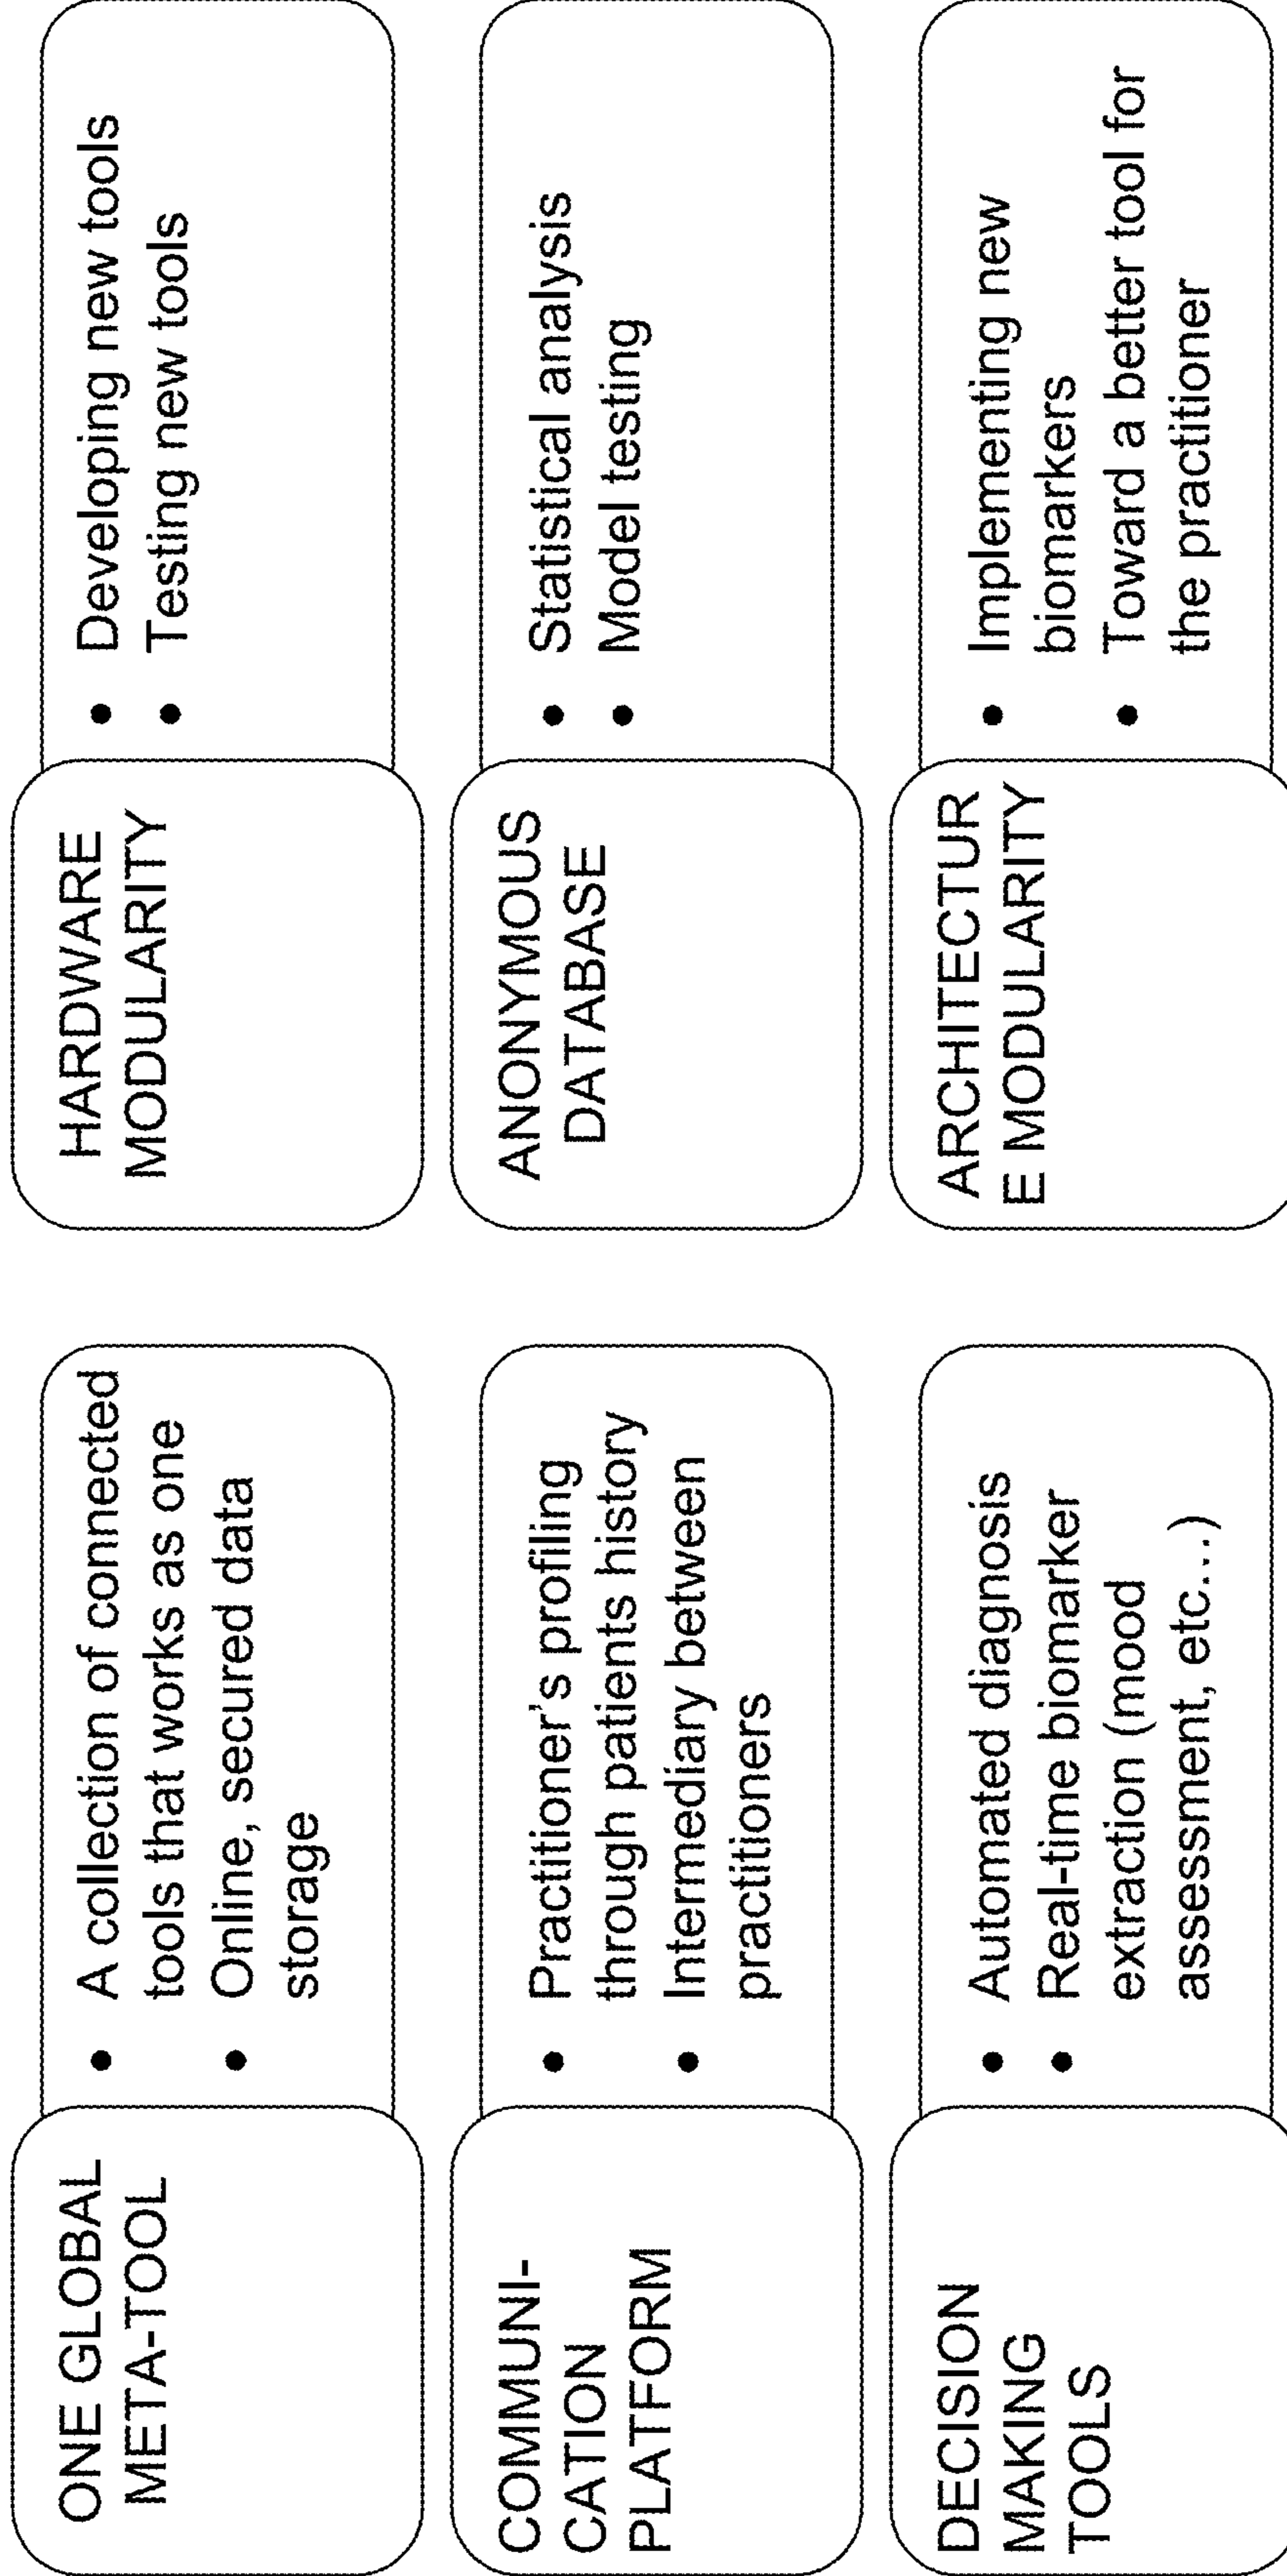 ONE GLOBAL
META-TOOL
• A collection of connected
tools that works as one
• Online, secured data
storage
COMMUNI-
CATION
PLATFORM
• Practitioner's profiling
through patients history
• Intermediary between
practitioners
DECISION
MAKING
TOOLS
• Automated diagnosis
• Real-time biomarker
extraction (mood
assessment, etc...)
HARDWARE
MODULARITY
• Developing new tools
• Testing new tools
ANONYMOUS
DATABASE
• Statistical analysis
• Model testing
ARCHITECTUR
E MODULARITY
• Implementing new
biomarkers
• Toward a better tool for
the practitioner